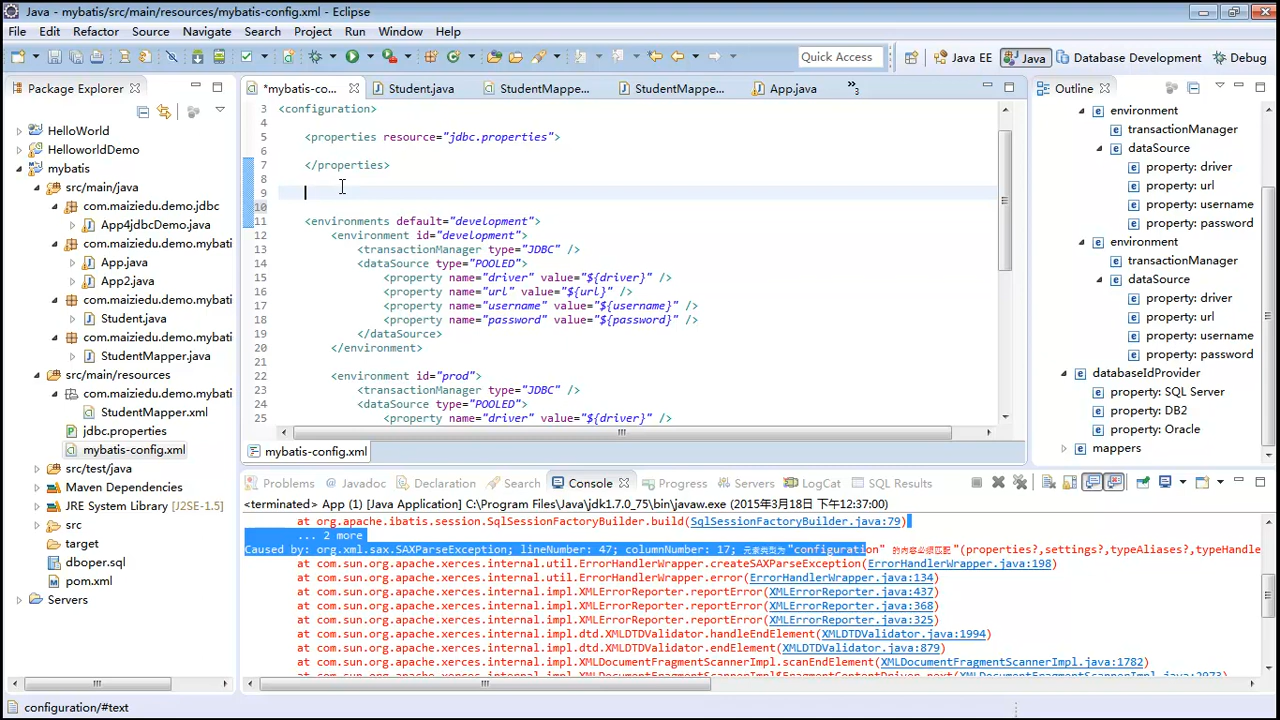 Java - mybatis/src/main/resources/mybatis-config.xml - Eclipse
File Edit Source Refactor Navigate Search Project Run Window Help
Quick Access
Java EE
Java
Database Development
Debug
Package Explorer
HelloWorld
HelloworldDemo
mybatis
src/main/java
com.maiziedu.demo.jdbc
App4jdbcDemo.java
com.maiziedu.demo.mybati
App.java
App2.java
com.maiziedu.demo.mybati
Student.java
com.maiziedu.demo.mybati
StudentMapper.java
src/main/resources
com.maiziedu.demo.mybati
StudentMapper.xml
jdbc.properties
mybatis-config.xml
src/test/java
Maven Dependencies
JRE System Library [J2SE-1.5]
src
target
dboper.sql
pom.xml
Servers
*mybatis-co... Student.java StudentMappe... StudentMappe... App.java »3
3 <configuration>
4
5 <properties resource="jdbc.properties">
6
7 </properties>
8
9
10
11 <environments default="development">
12 <environment id="development">
13 <transactionManager type="JDBC" />
14 <dataSource type="POOLED">
15 <property name="driver" value="${driver}" />
16 <property name="url" value="${url}" />
17 <property name="username" value="${username}" />
18 <property name="password" value="${password}" />
19 </dataSource>
20 </environment>
21
22 <environment id="prod">
23 <transactionManager type="JDBC" />
24 <dataSource type="POOLED">
25 <property name="driver" value="${driver}" />
mybatis-config.xml
Outline
environment
transactionManager
dataSource
property: driver
property: url
property: username
property: password
environment
transactionManager
dataSource
property: driver
property: url
property: username
property: password
databaseIdProvider
property: SQL Server
property: DB2
property: Oracle
mappers
Problems Javadoc Declaration Search Console Progress Servers LogCat SQL Results
<terminated> App (1) [Java Application] C:\Program Files\Java\jdk1.7.0_75\bin\javaw.exe (2015年3月18日 下午12:37:00)
at org.apache.ibatis.session.SqlSessionFactoryBuilder.build(SqlSessionFactoryBuilder.java:79)
... 2 more
Caused by: org.xml.sax.SAXParseException; lineNumber: 47; columnNumber: 17; 元素类型为 "configuration" 的内容必须匹配 "(properties?,settings?,typeAliases?,typeHandle
at com.sun.org.apache.xerces.internal.util.ErrorHandlerWrapper.createSAXParseException(ErrorHandlerWrapper.java:198)
at com.sun.org.apache.xerces.internal.util.ErrorHandlerWrapper.error(ErrorHandlerWrapper.java:134)
at com.sun.org.apache.xerces.internal.impl.XMLErrorReporter.reportError(XMLErrorReporter.java:437)
at com.sun.org.apache.xerces.internal.impl.XMLErrorReporter.reportError(XMLErrorReporter.java:368)
at com.sun.org.apache.xerces.internal.impl.XMLErrorReporter.reportError(XMLErrorReporter.java:325)
at com.sun.org.apache.xerces.internal.impl.dtd.XMLDTDValidator.handleEndElement(XMLDTDValidator.java:1994)
at com.sun.org.apache.xerces.internal.impl.dtd.XMLDTDValidator.endElement(XMLDTDValidator.java:879)
at com.sun.org.apache.xerces.internal.impl.XMLDocumentFragmentScannerImpl.scanEndElement(XMLDocumentFragmentScannerImpl.java:1782)
configuration/#text